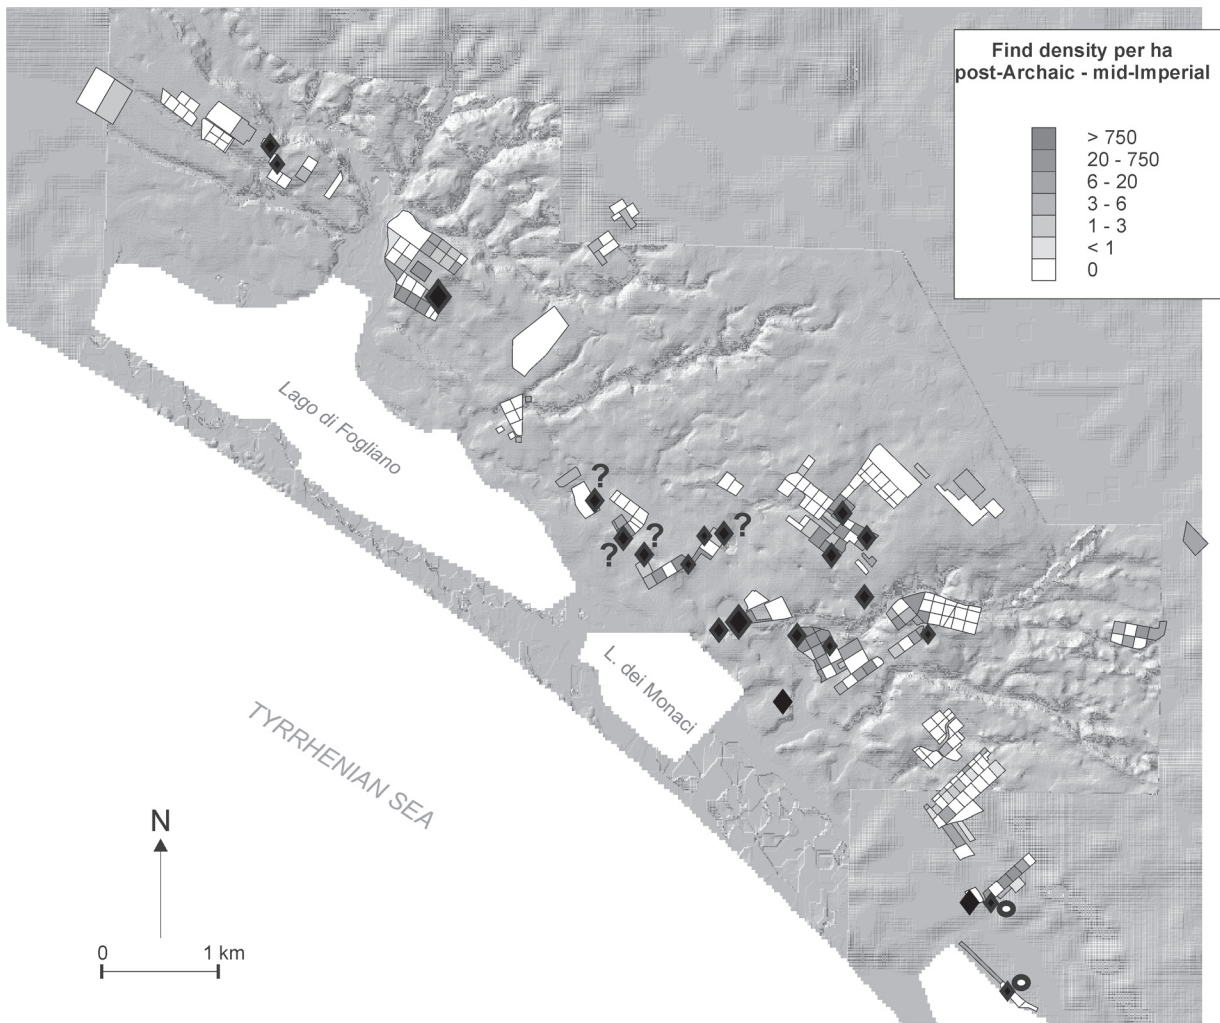 Find density per ha
post-Archaic - mid-Imperial
> 750
20 - 750
6 - 20
3 - 6
1 - 3
< 1
0
Lago di Fogliano
?
?
?
?
L. dei Monaci
TYRRHENIAN SEA
N
0 1 km